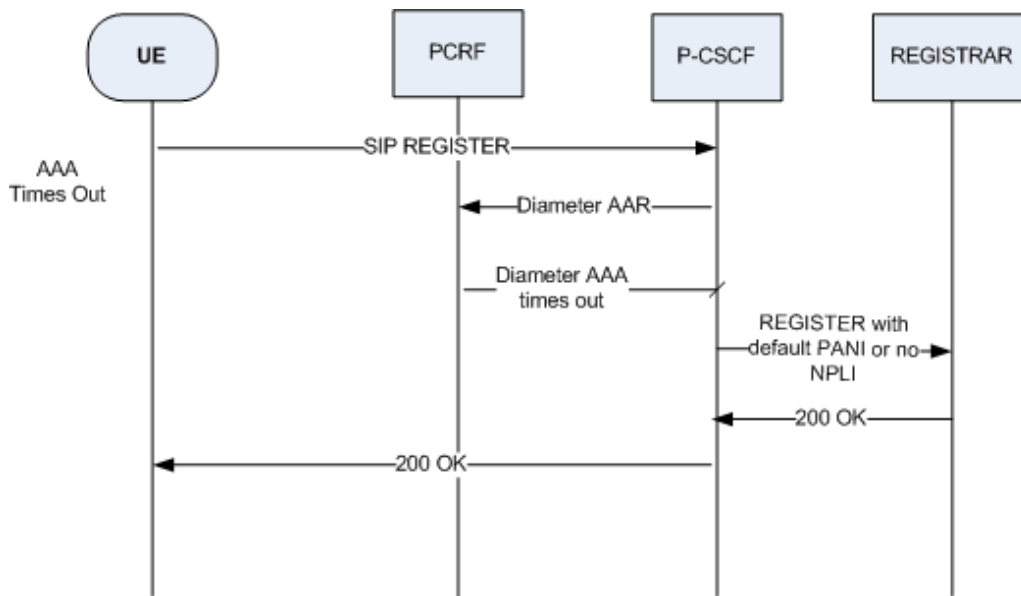 UE
PCRF
P-CSCF
REGISTRAR
SIP REGISTER
AAA
Times Out
Diameter AAR
Diameter AAA
times out
REGISTER with
default PANI or no
NPLI
200 OK
200 OK